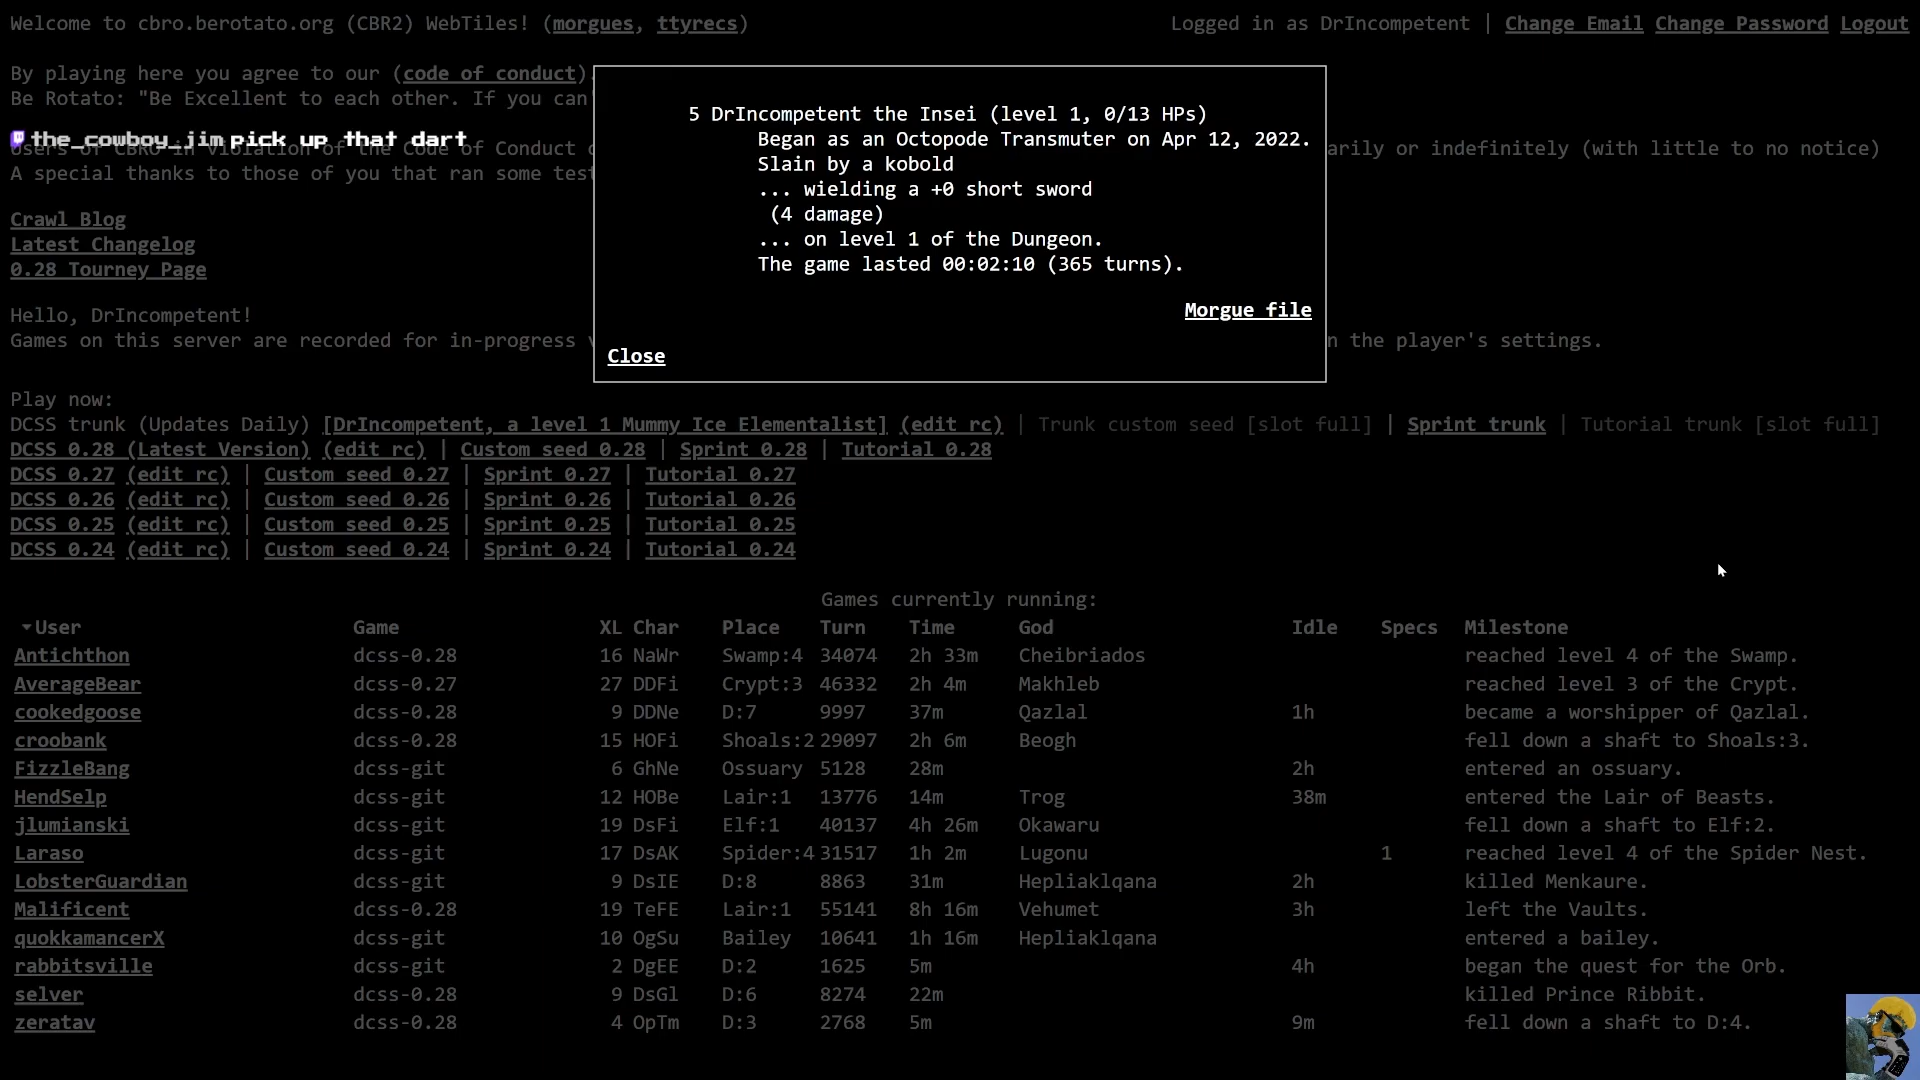 Welcome to cbro.berotato.org (CBR2) WebTiles! (morgues, ttyrecs)
Logged in as DrIncompetent | Change Email Change Password Logout
By playing here you agree to our (code of conduct).
Be Rotato: "Be Excellent to each other. If you can'
the_cowboy_jim pick up that dart
Users of CBRO in violation of the Code of Conduct c
arily or indefinitely (with little to no notice)
A special thanks to those of you that ran some test
5 DrIncompetent the Insei (level 1, 0/13 HPs)
Began as an Octopode Transmuter on Apr 12, 2022.
Slain by a kobold
... wielding a +0 short sword
(4 damage)
... on level 1 of the Dungeon.
The game lasted 00:02:10 (365 turns).
Morgue file
Close
Crawl Blog
Latest Changelog
0.28 Tourney Page
Hello, DrIncompetent!
Games on this server are recorded for in-progress v
n the player's settings.
Play now:
DCSS trunk (Updates Daily) [DrIncompetent, a level 1 Mummy Ice Elementalist] (edit rc) | Trunk custom seed [slot full] | Sprint trunk | Tutorial trunk [slot full]
DCSS 0.28 (Latest Version) (edit rc) | Custom seed 0.28 | Sprint 0.28 | Tutorial 0.28
DCSS 0.27 (edit rc) | Custom seed 0.27 | Sprint 0.27 | Tutorial 0.27
DCSS 0.26 (edit rc) | Custom seed 0.26 | Sprint 0.26 | Tutorial 0.26
DCSS 0.25 (edit rc) | Custom seed 0.25 | Sprint 0.25 | Tutorial 0.25
DCSS 0.24 (edit rc) | Custom seed 0.24 | Sprint 0.24 | Tutorial 0.24
Games currently running:
User Game XL Char Place Turn Time God Idle Specs Milestone
Antichthon dcss-0.28 16 NaWr Swamp:4 34074 2h 33m Cheibriados reached level 4 of the Swamp.
AverageBear dcss-0.27 27 DDFi Crypt:3 46332 2h 4m Makhleb reached level 3 of the Crypt.
cookedgoose dcss-0.28 9 DDNe D:7 9997 37m Qazlal 1h became a worshipper of Qazlal.
croobank dcss-0.28 15 HOFi Shoals:2 29097 2h 6m Beogh fell down a shaft to Shoals:3.
FizzleBang dcss-git 6 GhNe Ossuary 5128 28m 2h entered an ossuary.
HendSelp dcss-git 12 HOBe Lair:1 13776 14m Trog 38m entered the Lair of Beasts.
jlumianski dcss-git 19 DsFi Elf:1 40137 4h 26m Okawaru fell down a shaft to Elf:2.
Laraso dcss-git 17 DsAK Spider:4 31517 1h 2m Lugonu 1 reached level 4 of the Spider Nest.
LobsterGuardian dcss-git 9 DsIE D:8 8863 31m Hepliaklqana 2h killed Menkaure.
Malificent dcss-0.28 19 TeFE Lair:1 55141 8h 16m Vehumet 3h left the Vaults.
quokkamancerX dcss-git 10 OgSu Bailey 10641 1h 16m Hepliaklqana entered a bailey.
rabbitsville dcss-git 2 DgEE D:2 1625 5m 4h began the quest for the Orb.
selver dcss-0.28 9 DsGl D:6 8274 22m killed Prince Ribbit.
zeratav dcss-0.28 4 OpTm D:3 2768 5m 9m fell down a shaft to D:4.